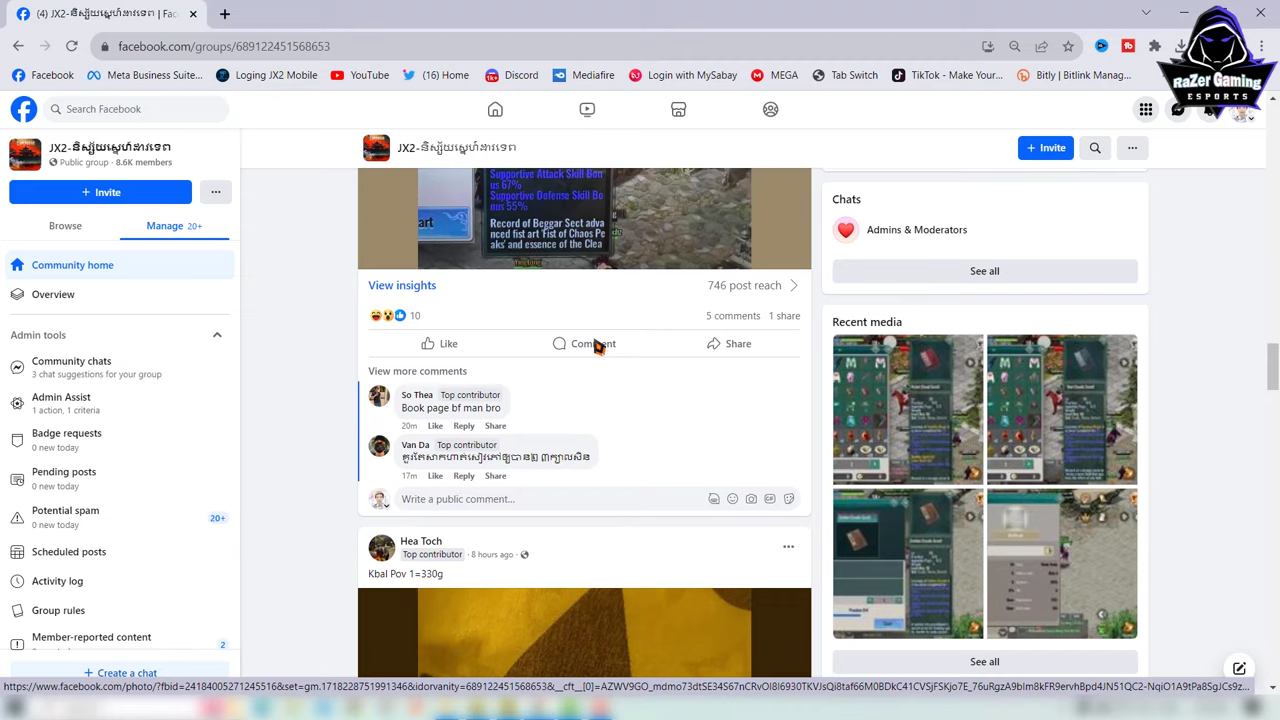 (4) JX2-និស្ស័យស្នេហ៍ដាវទេព | Fac
facebook.com/groups/689122451568653
Facebook
Meta Business Suite...
Loging JX2 Mobile
YouTube
(16) Home
Discord
Mediafire
Login with MySabay
MEGA
Tab Switch
TikTok - Make Your...
Bitly | Bitlink Manag...
RaZer Gaming
ESPORTS
Search Facebook
JX2-និស្ស័យស្នេហ៍ដាវទេព
Public group · 8.6K members
+ Invite
...
Browse
Manage 20+
Community home
Overview
Admin tools
Community chats
3 chat suggestions for your group
Admin Assist
1 action, 1 criteria
Badge requests
0 new today
Pending posts
0 new today
Potential spam
0 new today
20+
Scheduled posts
Activity log
Group rules
Member-reported content
2
+ Create a chat
JX2-និស្ស័យស្នេហ៍ដាវទេព
+ Invite
...
Supportive Attack Skill Bon
us 67%
Supportive Defense Skill Bo
nus 55%
Record of Beggar Sect adva
nced fist art 'Fist of Chaos Pe
aks' and essence of the Clea
art
View insights
746 post reach
10
5 comments 1 share
Like
Comment
Share
View more comments
So Thea Top contributor
Book page bf man bro
20m Like Reply Share
Van Da Top contributor
17m Like Reply Share
Write a public comment...
Hea Toch
Top contributor · 8 hours ago ·
Kbal Pov 1=330g
Chats
Admins & Moderators
See all
Recent media
See all